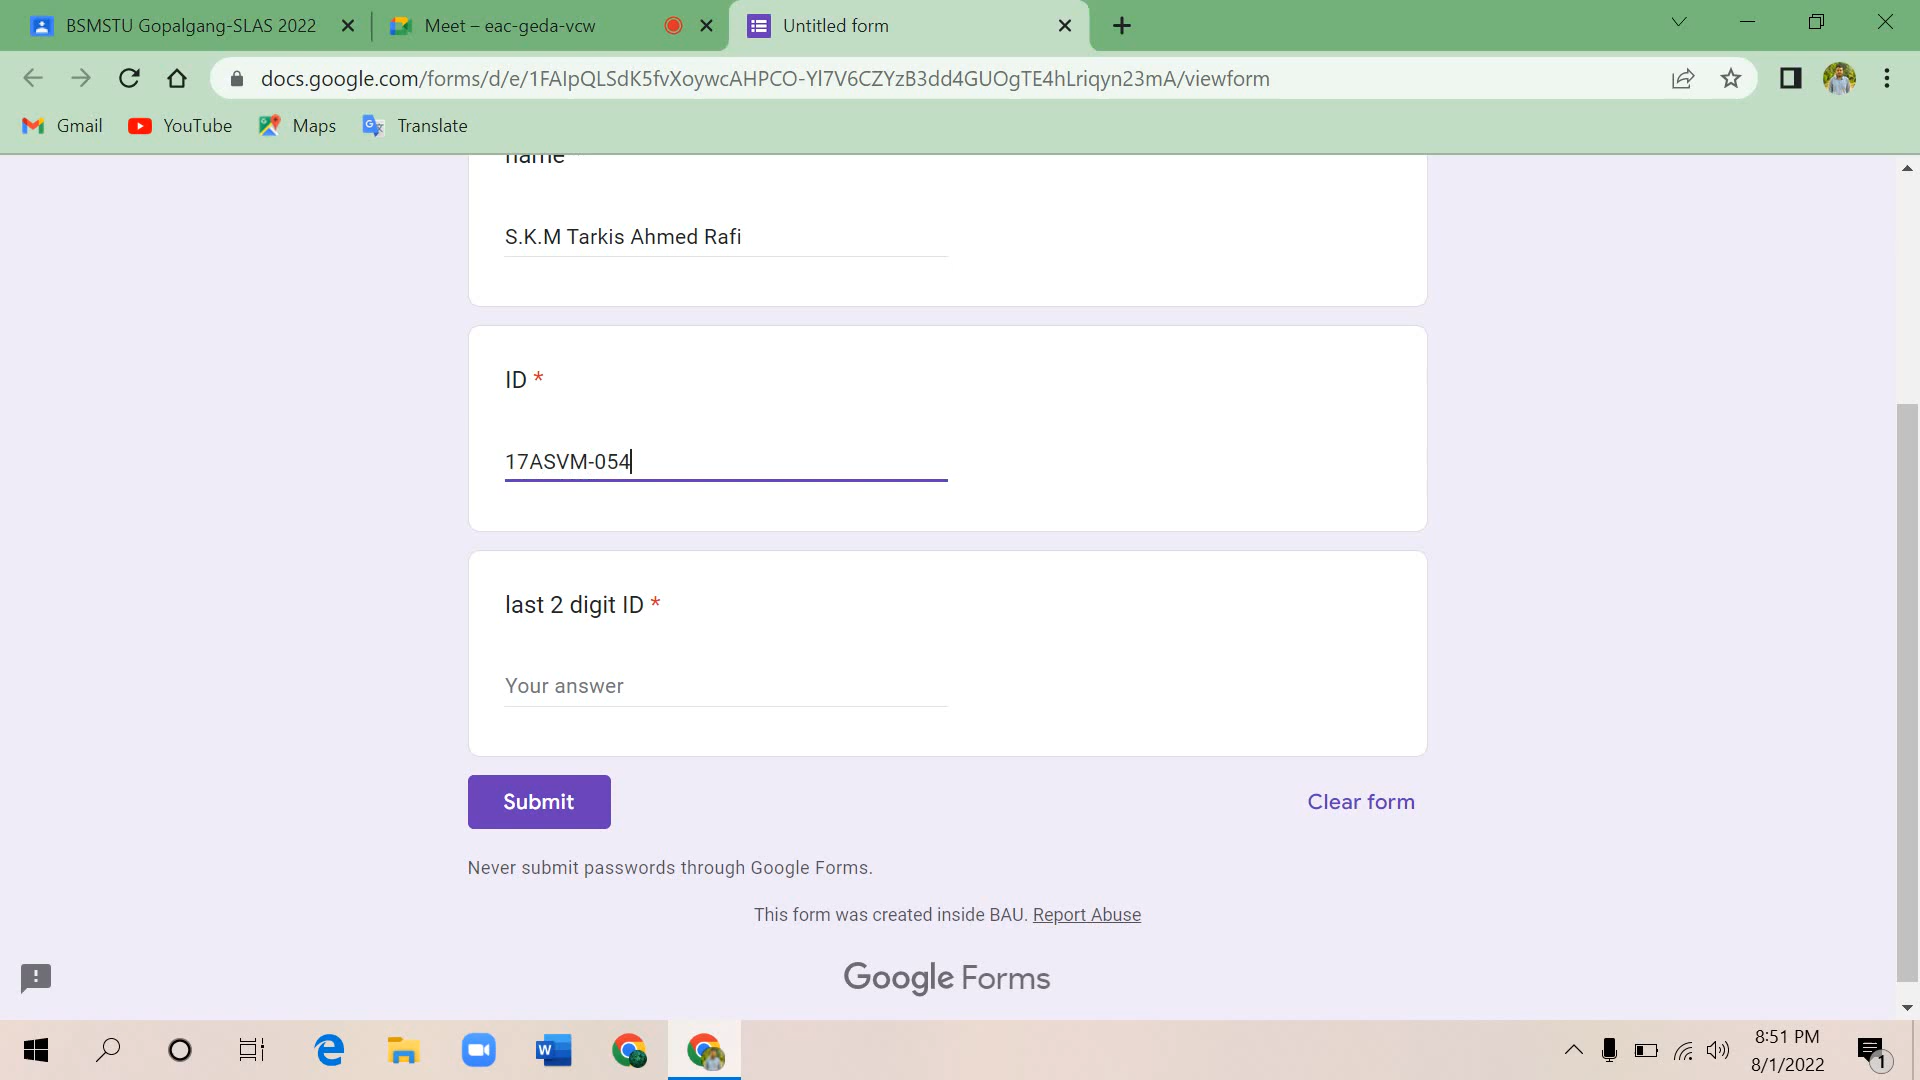 BSMSTU Gopalgang-SLAS 2022
Meet – eac-geda-vcw
Untitled form
docs.google.com/forms/d/e/1FAIpQLSdK5fvXoywcAHPCO-Yl7V6CZYzB3dd4GUOgTE4hLriqyn23mA/viewform
Gmail
YouTube
Maps
Translate
name
S.K.M Tarkis Ahmed Rafi
ID *
17ASVM-054
last 2 digit ID *
Your answer
Submit
Clear form
Never submit passwords through Google Forms.
This form was created inside BAU. Report Abuse
Google Forms
8:51 PM
8/1/2022
1